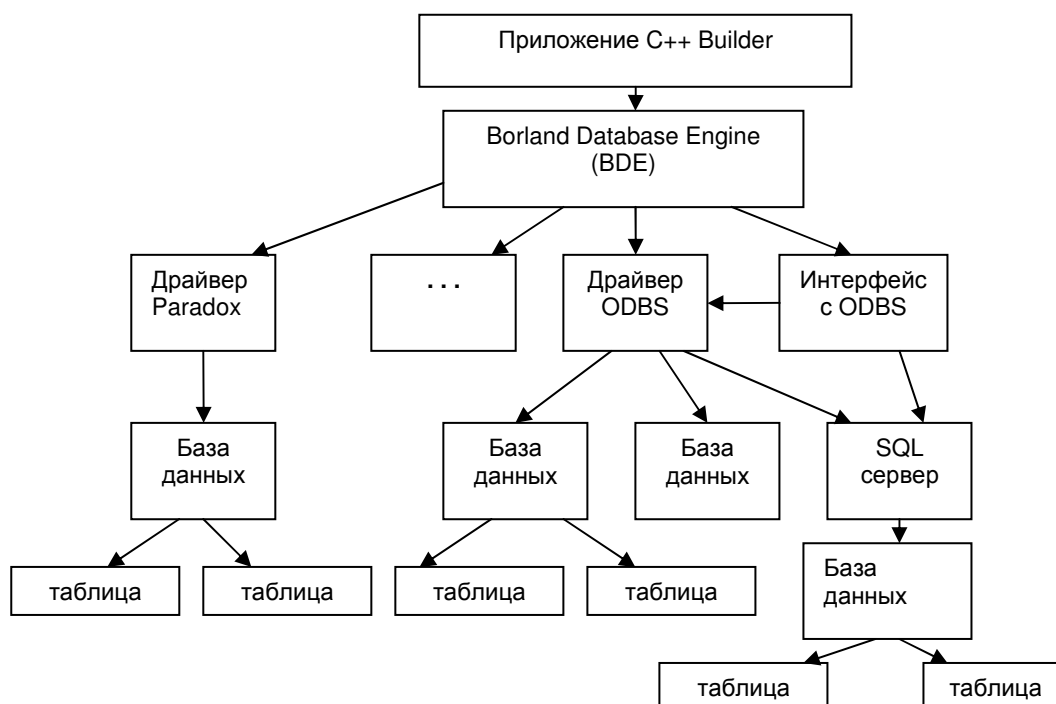 Приложение C++ Builder
Borland Database Engine
(BDE)
Драйвер
Paradox
. . .
Драйвер
ODBS
Интерфейс
с ODBS
База
данных
База
данных
База
данных
SQL
сервер
таблица
таблица
таблица
таблица
База
данных
таблица
таблица